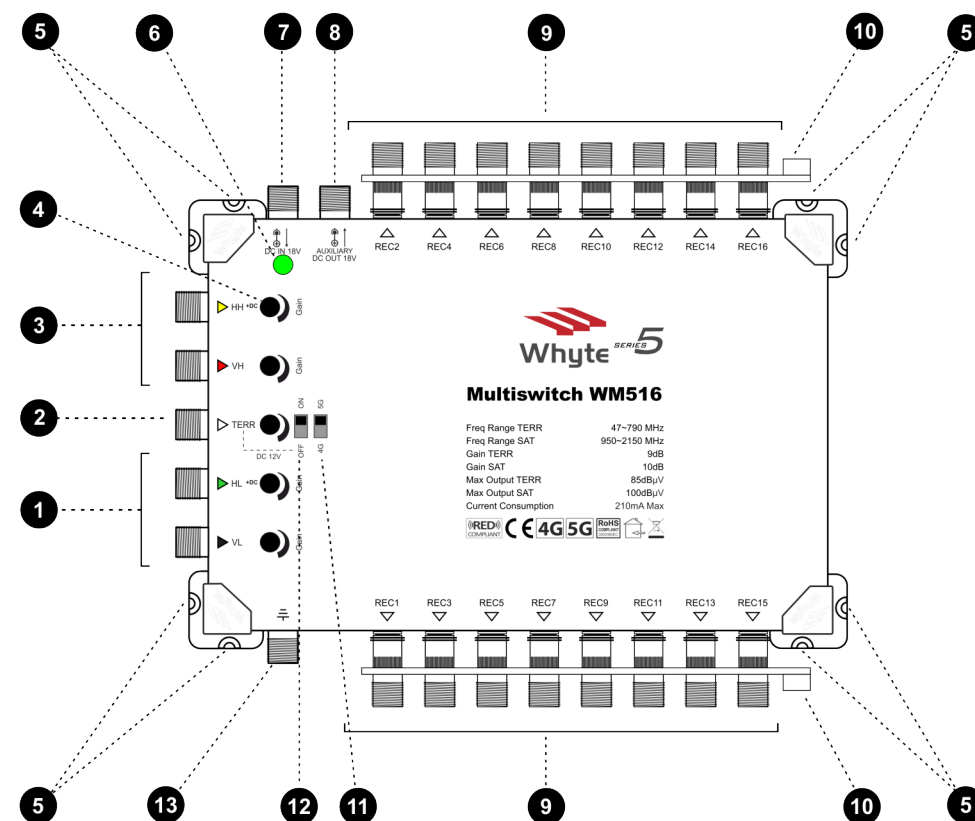 5
6
7
8
9
10
5
4
3
2
1
DC IN 18V
AUXILIARY
DC OUT 18V
REC2
REC4
REC6
REC8
REC10
REC12
REC14
REC16
HH +DC
Gain
VH
Gain
TERR
ON
OFF
5G
4G
DC 12V
HL +DC
Gain
VL
Gain
Whyte SERIES 5
Multiswitch WM516
Freq Range TERR 47~790 MHz
Freq Range SAT 950~2150 MHz
Gain TERR 9dB
Gain SAT 10dB
Max Output TERR 85dBµV
Max Output SAT 100dBµV
Current Consumption 210mA Max
((RED)) COMPLIANT CE 4G 5G RoHS COMPLIANT
REC1
REC3
REC5
REC7
REC9
REC11
REC13
REC15
5
13
12
11
9
10
5